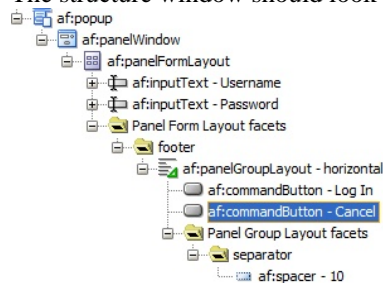 The structure window should look
af:popup
af:panelWindow
af:panelFormLayout
af:inputText - Username
af:inputText - Password
Panel Form Layout facets
footer
af:panelGroupLayout - horizontal
af:commandButton - Log In
af:commandButton - Cancel
Panel Group Layout facets
separator
af:spacer - 10